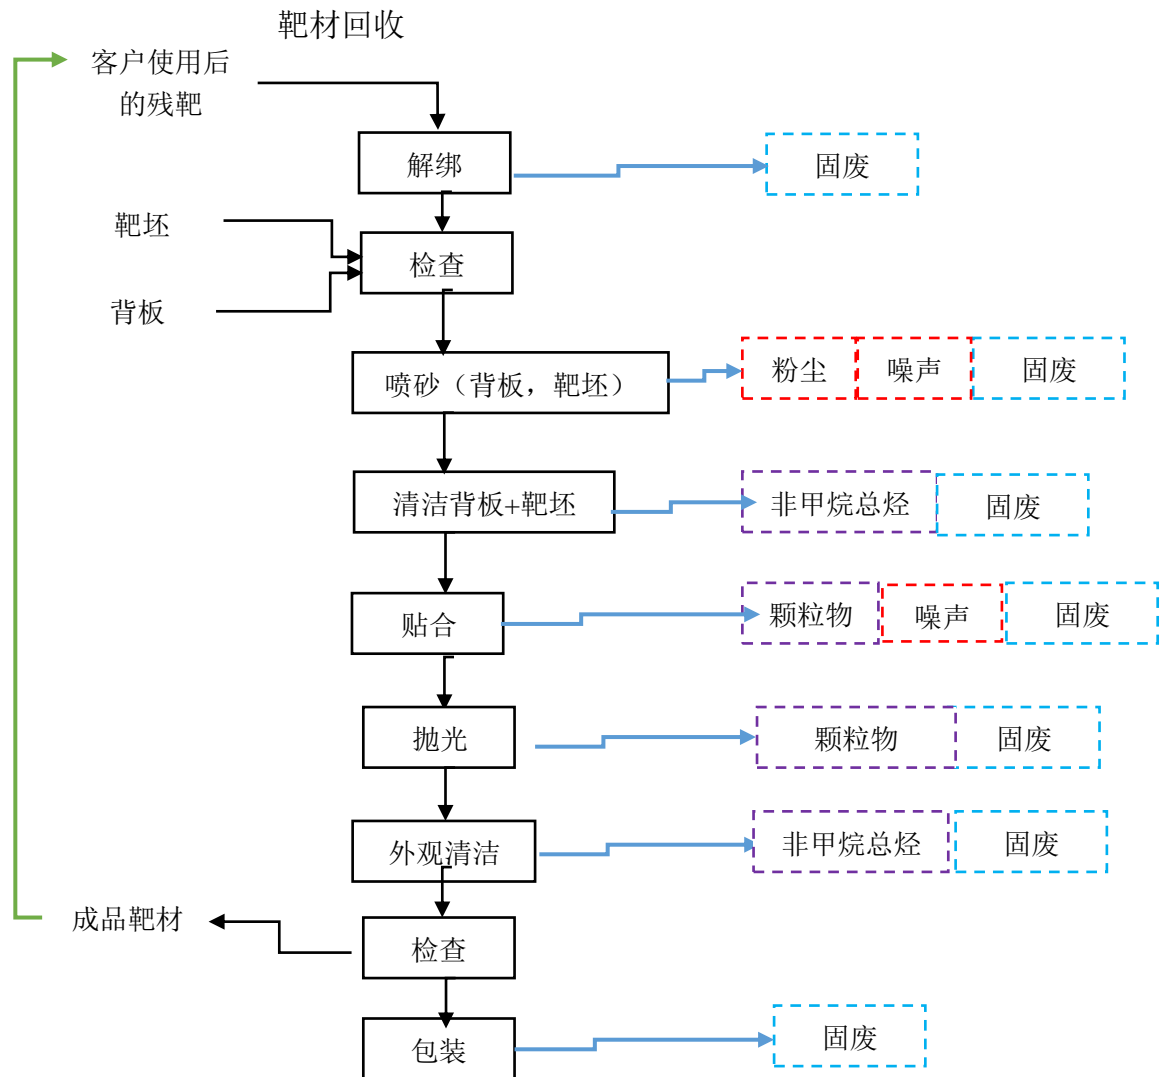 靶材回收
客户使用后
的残靶
解绑
固废
靶坯
检查
背板
喷砂（背板，靶坯）
粉尘
噪声
固废
清洁背板+靶坯
非甲烷总烃
固废
贴合
颗粒物
噪声
固废
抛光
颗粒物
固废
外观清洁
非甲烷总烃
固废
成品靶材
检查
包装
固废